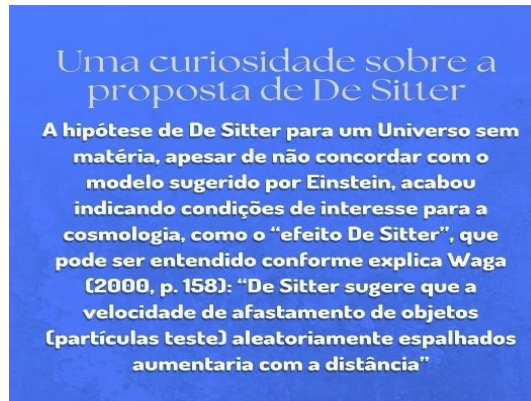 Uma curiosidade sobre a
proposta de De Sitter
A hipótese de De Sitter para um Universo sem
matéria, apesar de não concordar com o
modelo sugerido por Einstein, acabou
indicando condições de interesse para a
cosmologia, como o “efeito De Sitter”, que
pode ser entendido conforme explica Waga
(2000, p. 158): “De Sitter sugere que a
velocidade de afastamento de objetos
(partículas teste) aleatoriamente espalhados
aumentaria com a distância”